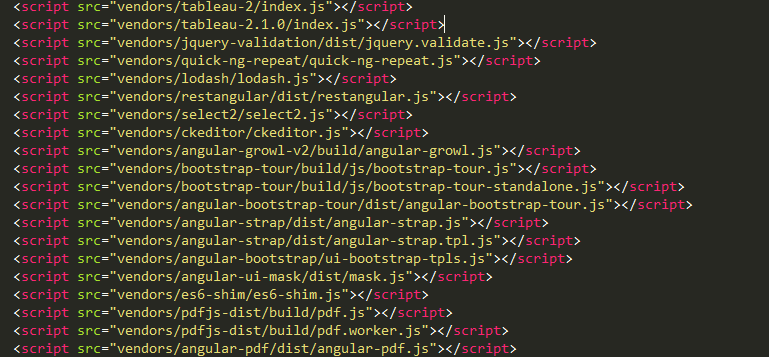 <script src="vendors/tableau-2/index.js"></script>
<script src="vendors/tableau-2.1.0/index.js"></script>
<script src="vendors/jquery-validation/dist/jquery.validate.js"></script>
<script src="vendors/quick-ng-repeat/quick-ng-repeat.js"></script>
<script src="vendors/lodash/lodash.js"></script>
<script src="vendors/restangular/dist/restangular.js"></script>
<script src="vendors/select2/select2.js"></script>
<script src="vendors/ckeditor/ckeditor.js"></script>
<script src="vendors/angular-growl-v2/build/angular-growl.js"></script>
<script src="vendors/bootstrap-tour/build/js/bootstrap-tour.js"></script>
<script src="vendors/bootstrap-tour/build/js/bootstrap-tour-standalone.js"></script>
<script src="vendors/angular-bootstrap-tour/dist/angular-bootstrap-tour.js"></script>
<script src="vendors/angular-strap/dist/angular-strap.js"></script>
<script src="vendors/angular-strap/dist/angular-strap.tpl.js"></script>
<script src="vendors/angular-bootstrap/ui-bootstrap-tpls.js"></script>
<script src="vendors/angular-ui-mask/dist/mask.js"></script>
<script src="vendors/es6-shim/es6-shim.js"></script>
<script src="vendors/pdfjs-dist/build/pdf.js"></script>
<script src="vendors/pdfjs-dist/build/pdf.worker.js"></script>
<script src="vendors/angular-pdf/dist/angular-pdf.js"></script>